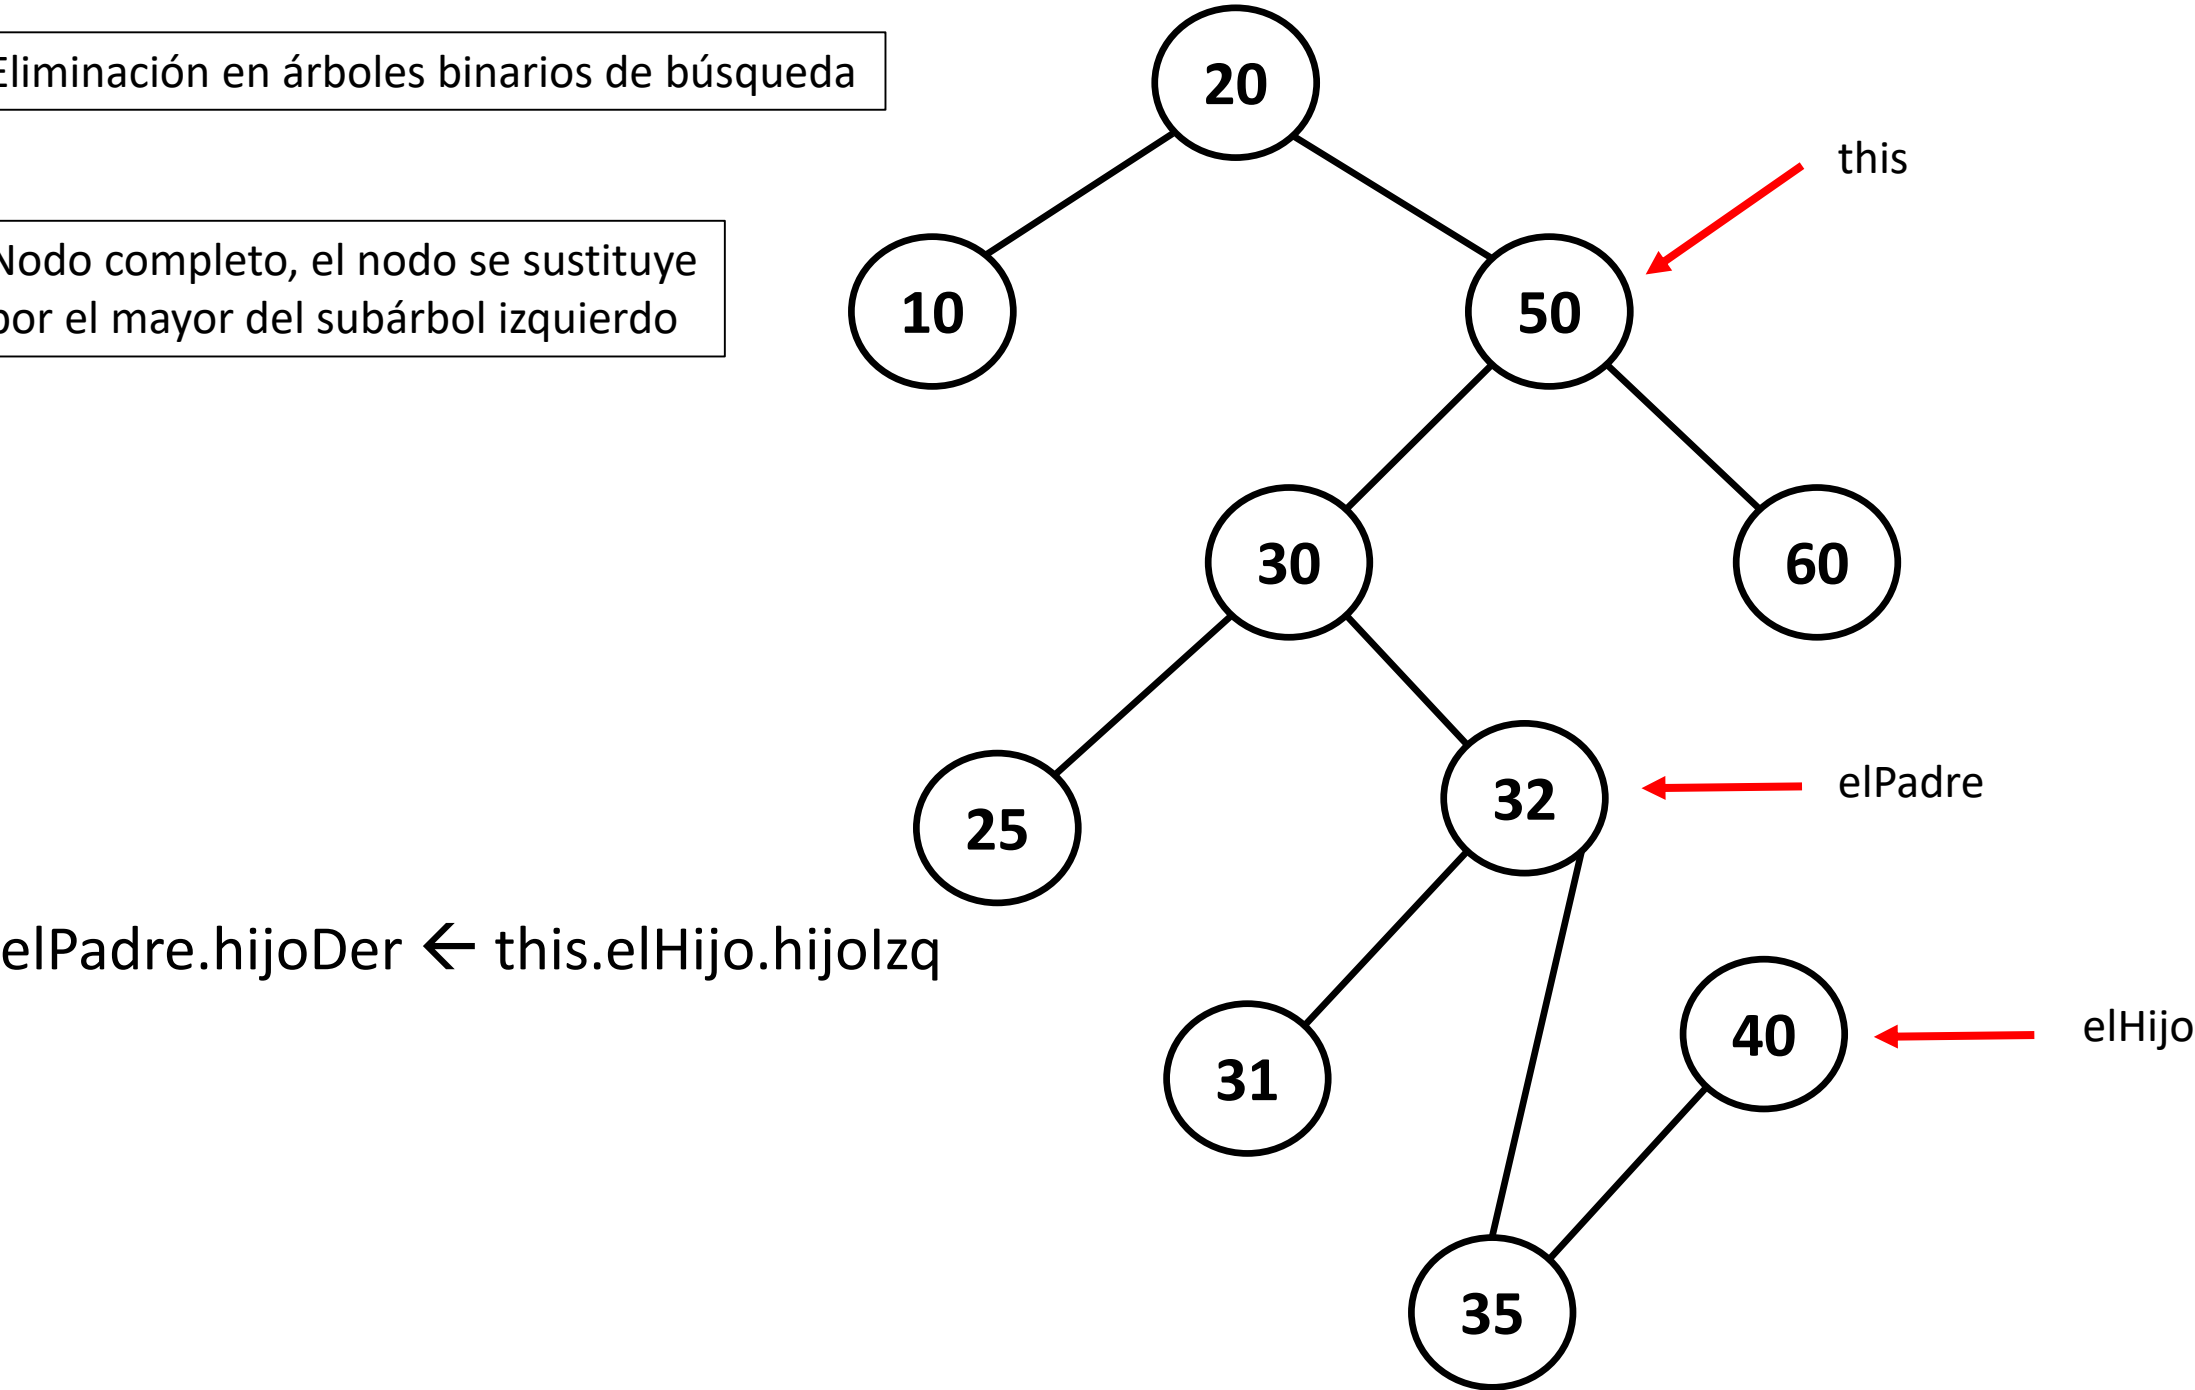 Eliminación en árboles binarios de búsqueda
Nodo completo, el nodo se sustituye
por el mayor del subárbol izquierdo
20
this
10
50
30
60
25
32
elPadre
elPadre.hijoDer ← this.elHijo.hijoIzq
31
40
elHijo
35